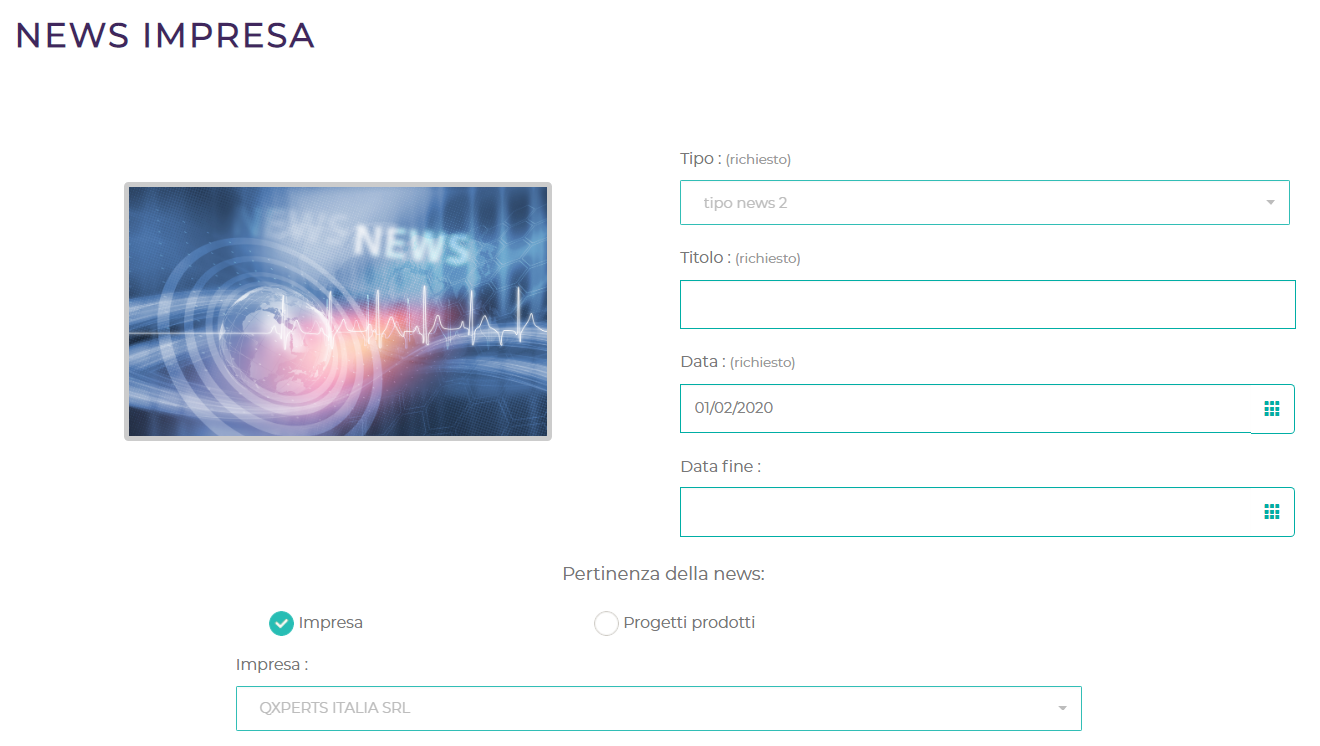 NEWS IMPRESA
NEWS
NEWS
Tipo : (richiesto)
tipo news 2
Titolo : (richiesto)
Data : (richiesto)
01/02/2020
Data fine :
Pertinenza della news:
Impresa
Progetti prodotti
Impresa :
QXPERTS ITALIA SRL